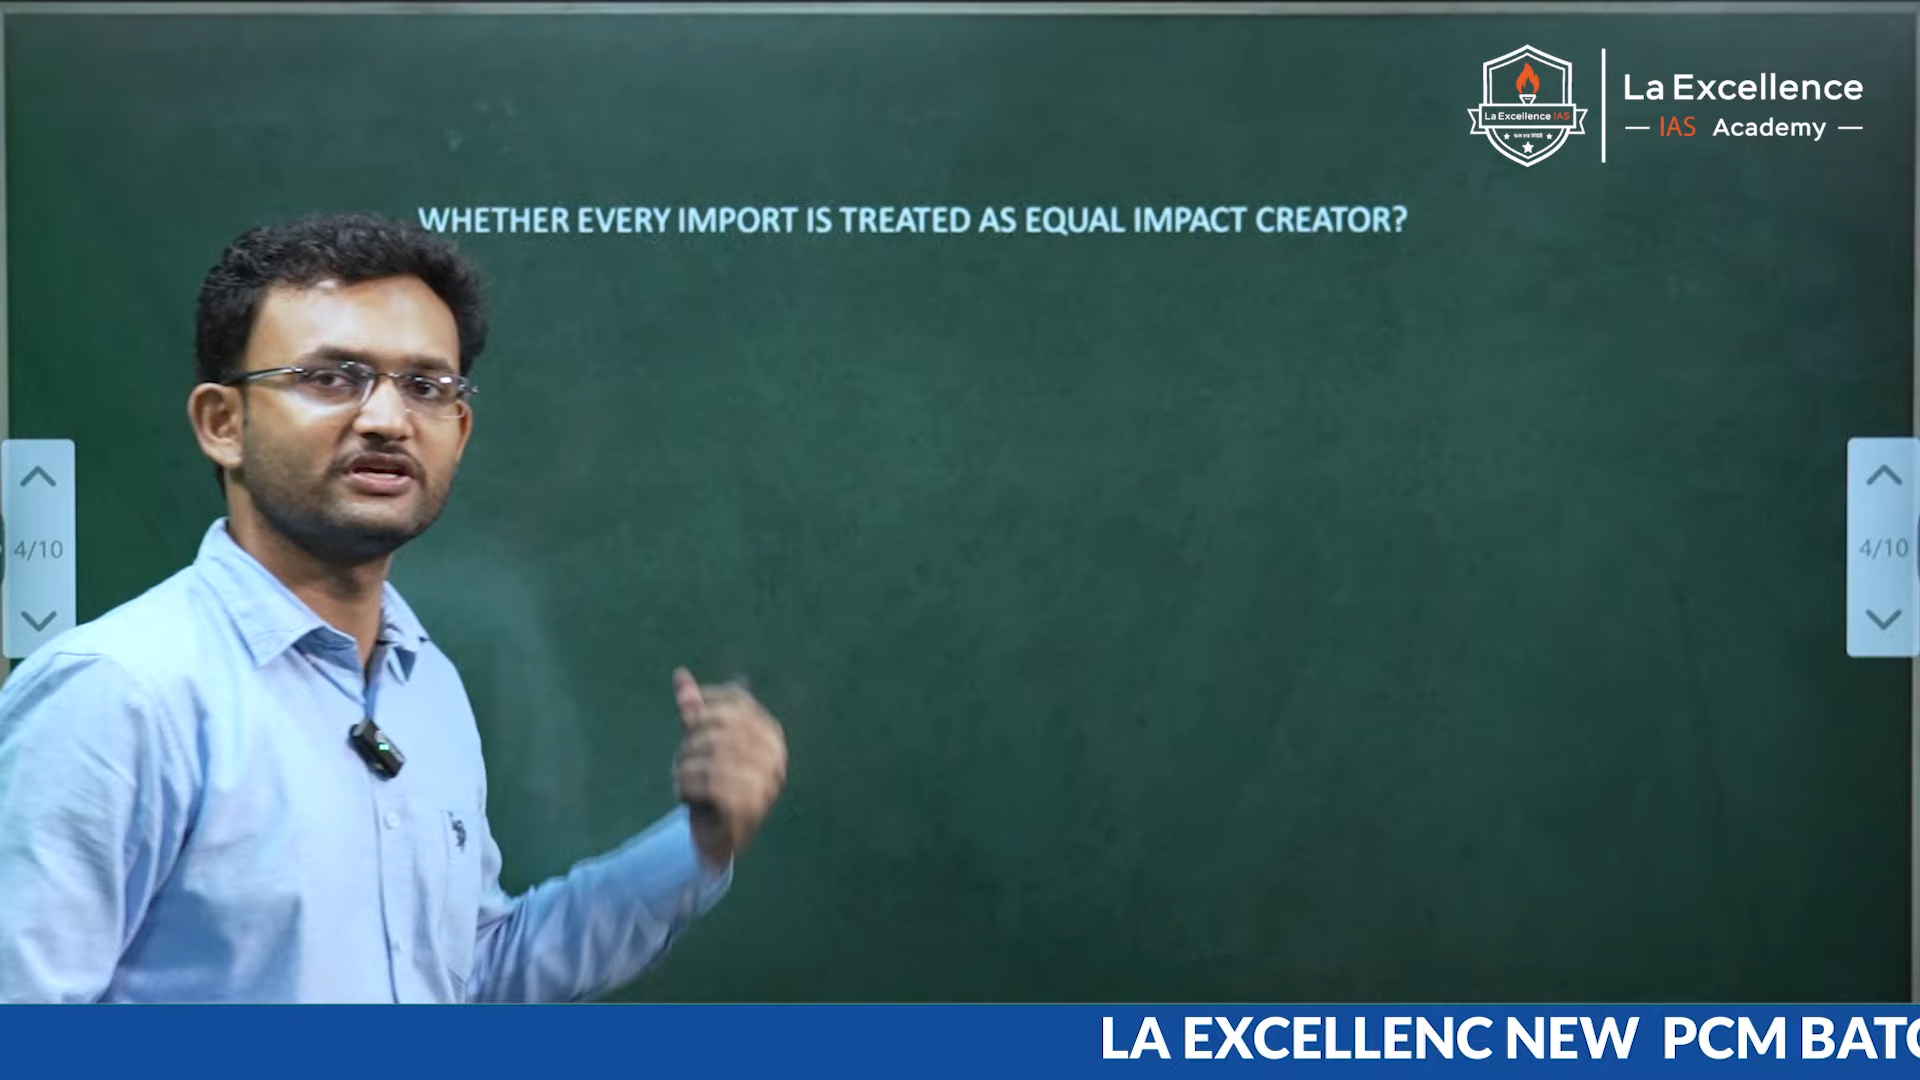 La Excellence IAS
La Excellence
IAS Academy
WHETHER EVERY IMPORT IS TREATED AS EQUAL IMPACT CREATOR?
4/10
4/10
LA EXCELLENC NEW PCM BATC